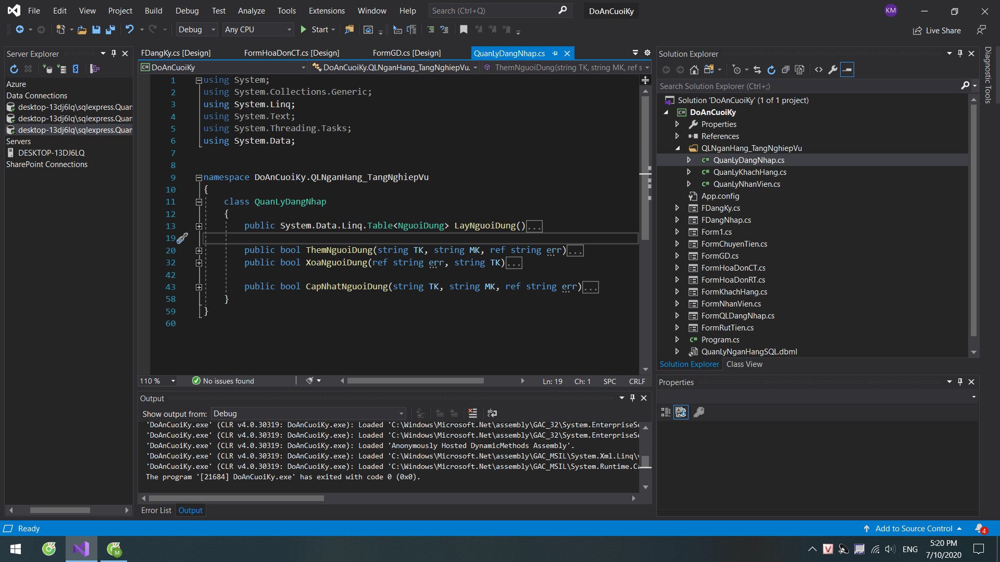 File Edit View Project Build Debug Test Analyze Tools Extensions Window Help Search (Ctrl+Q) DoAnCuoiKy KM
Debug Any CPU Start Live Share
Server Explorer
Azure
Data Connections
desktop-13dj6lq\sqlexpress.Quan
desktop-13dj6lq\sqlexpress.Quan
desktop-13dj6lq\sqlexpress.Quan
Servers
DESKTOP-13DJ6LQ
SharePoint Connections
FDangKy.cs [Design] FormHoaDonCT.cs [Design] FormGD.cs [Design] QuanLyDangNhap.cs
DoAnCuoiKy DoAnCuoiKy.QLNganHang_TangNghiepVu. ThemNguoiDung(string TK, string MK, ref s
1 using System;
2 using System.Collections.Generic;
3 using System.Linq;
4 using System.Text;
5 using System.Threading.Tasks;
6 using System.Data;
7
8
9 namespace DoAnCuoiKy.QLNganHang_TangNghiepVu
10 {
11 class QuanLyDangNhap
12 {
13 public System.Data.Linq.Table<NguoiDung> LayNguoiDung()...
19
20 public bool ThemNguoiDung(string TK, string MK, ref string err)...
32 public bool XoaNguoiDung(ref string err, string TK)...
42
43 public bool CapNhatNguoiDung(string TK, string MK, ref string err)...
58 }
59 }
60
110 % No issues found Ln: 19 Ch: 1 SPC CRLF
Output
Show output from: Debug
'DoAnCuoiKy.exe' (CLR v4.0.30319: DoAnCuoiKy.exe): Loaded 'C:\Windows\Microsoft.Net\assembly\GAC_32\System.EnterpriseSe
'DoAnCuoiKy.exe' (CLR v4.0.30319: DoAnCuoiKy.exe): Loaded 'C:\Windows\Microsoft.Net\assembly\GAC_32\System.EnterpriseSe
'DoAnCuoiKy.exe' (CLR v4.0.30319: DoAnCuoiKy.exe): Loaded 'Anonymously Hosted DynamicMethods Assembly'.
'DoAnCuoiKy.exe' (CLR v4.0.30319: DoAnCuoiKy.exe): Loaded 'C:\Windows\Microsoft.Net\assembly\GAC_MSIL\System.Xml.Linq\v
'DoAnCuoiKy.exe' (CLR v4.0.30319: DoAnCuoiKy.exe): Loaded 'C:\Windows\Microsoft.Net\assembly\GAC_MSIL\System.Runtime.Ca
The program '[21684] DoAnCuoiKy.exe' has exited with code 0 (0x0).
Error List Output
Solution Explorer
Search Solution Explorer (Ctrl+;)
Solution 'DoAnCuoiKy' (1 of 1 project)
DoAnCuoiKy
Properties
References
QLNganHang_TangNghiepVu
QuanLyDangNhap.cs
QuanLyKhachHang.cs
QuanLyNhanVien.cs
App.config
FDangKy.cs
FDangNhap.cs
Form1.cs
FormChuyenTien.cs
FormGD.cs
FormHoaDonCT.cs
FormHoaDonRT.cs
FormKhachHang.cs
FormNhanVien.cs
FormQLDangNhap.cs
FormRutTien.cs
Program.cs
QuanLyNganHangSQL.dbml
Solution Explorer Class View
Properties
Diagnostic Tools
Ready Add to Source Control 4
ENG 5:20 PM
7/10/2020